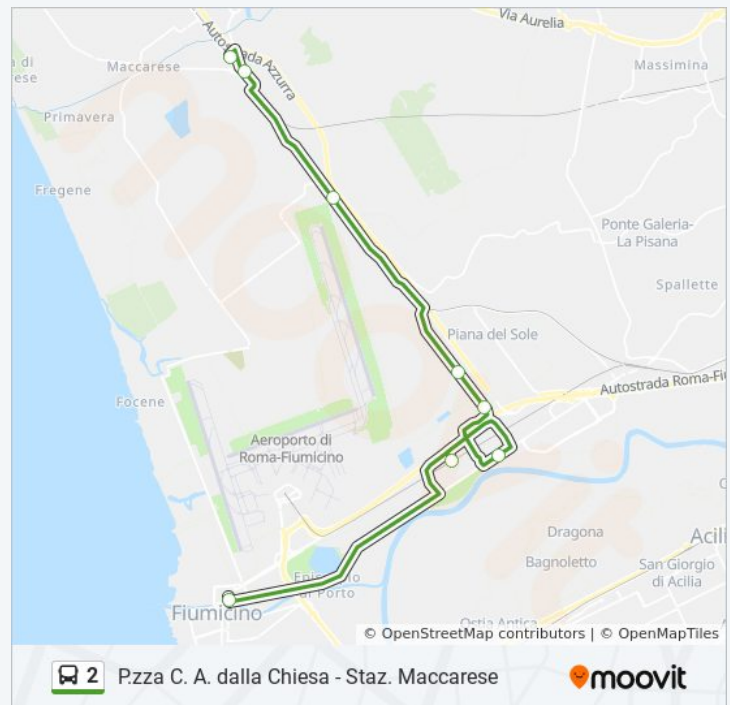 Via Aurelia
Autostrada Azzurra
Maccarese
Massimina
Primavera
Fregene
Ponte Galeria-
La Pisana
Spallette
Piana del Sole
Focene
Autostrada Roma-Fi
Aeroporto di
Roma-Fiumicino
Dragona
Acili
Bagnoletto
San Giorgio
di Acilia
di Porto
Fiumicino
Ostia Antica
© OpenStreetMap contributors | © OpenMapTiles
2 P.zza C. A. dalla Chiesa - Staz. Maccarese
moovit